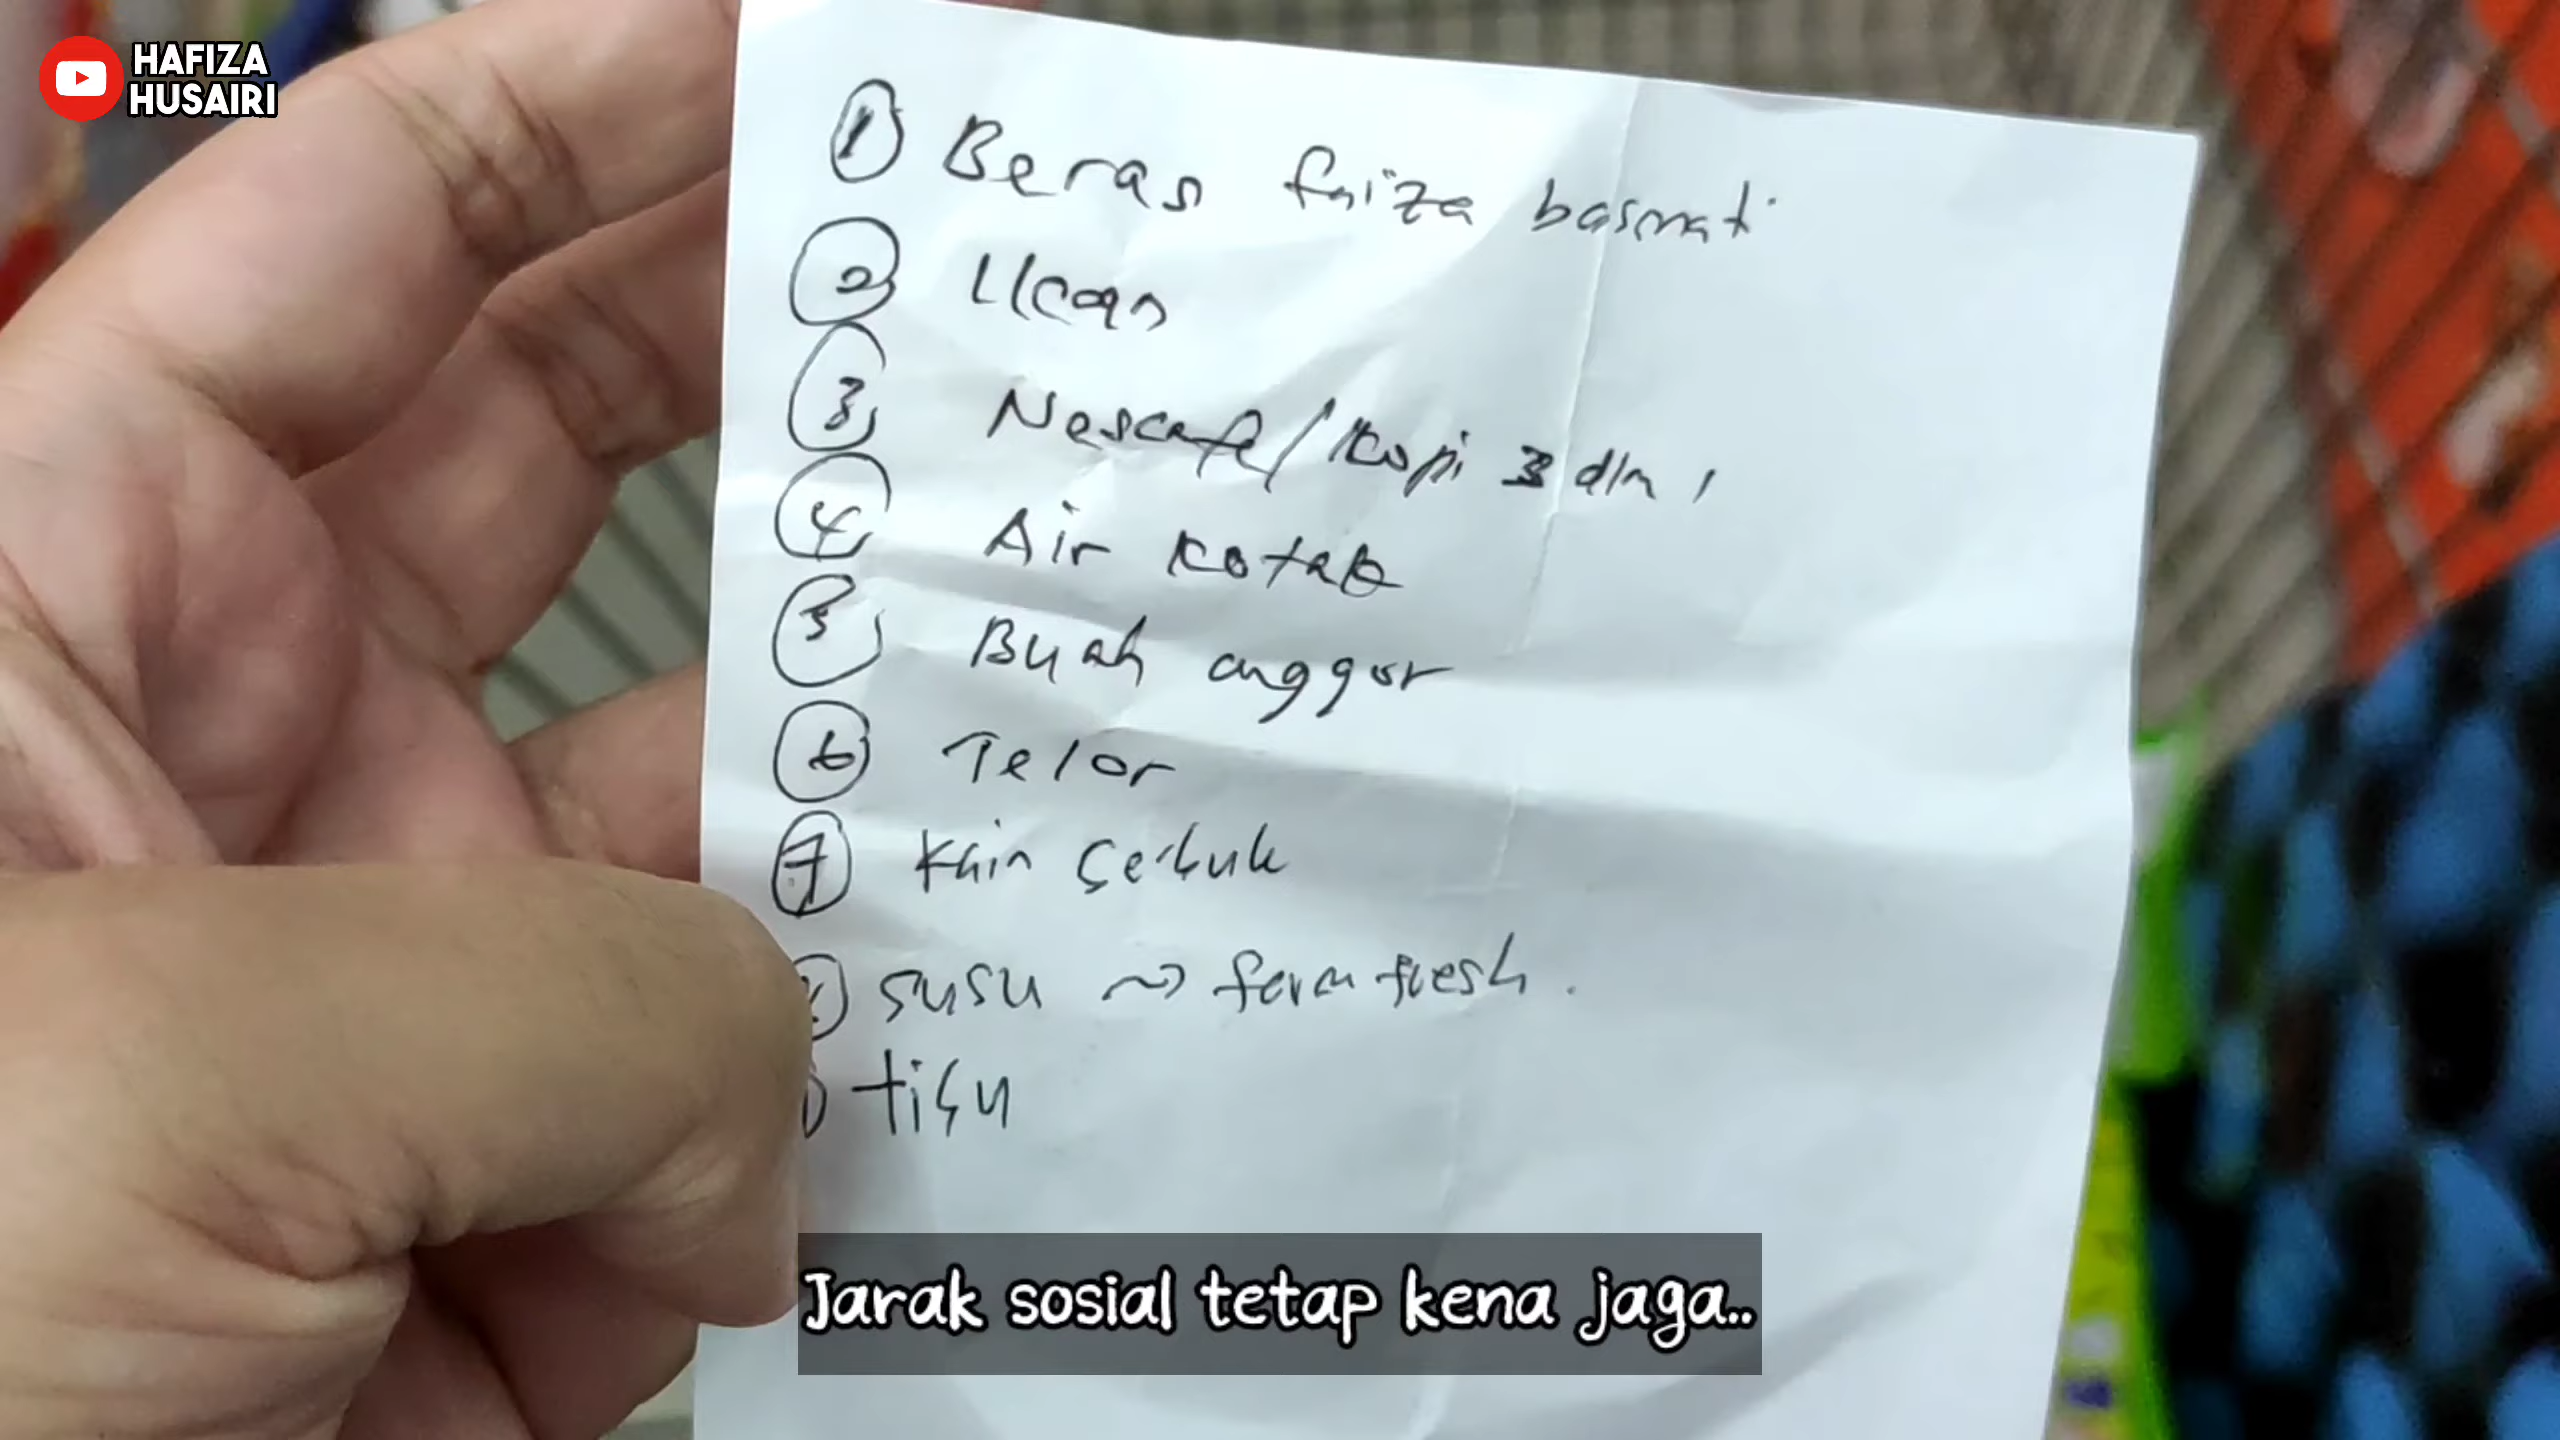 HAFIZA
HUSAIRI
1 Beras faiza basmati
2 Ikan
3 Nescafe/Kopi 3 dlm 1
4 Air kotak
5 Buah anggur
6 Telor
7 Kain
susu ~> farm fresh.
tisu
Jarak sosial tetap kena jaga..